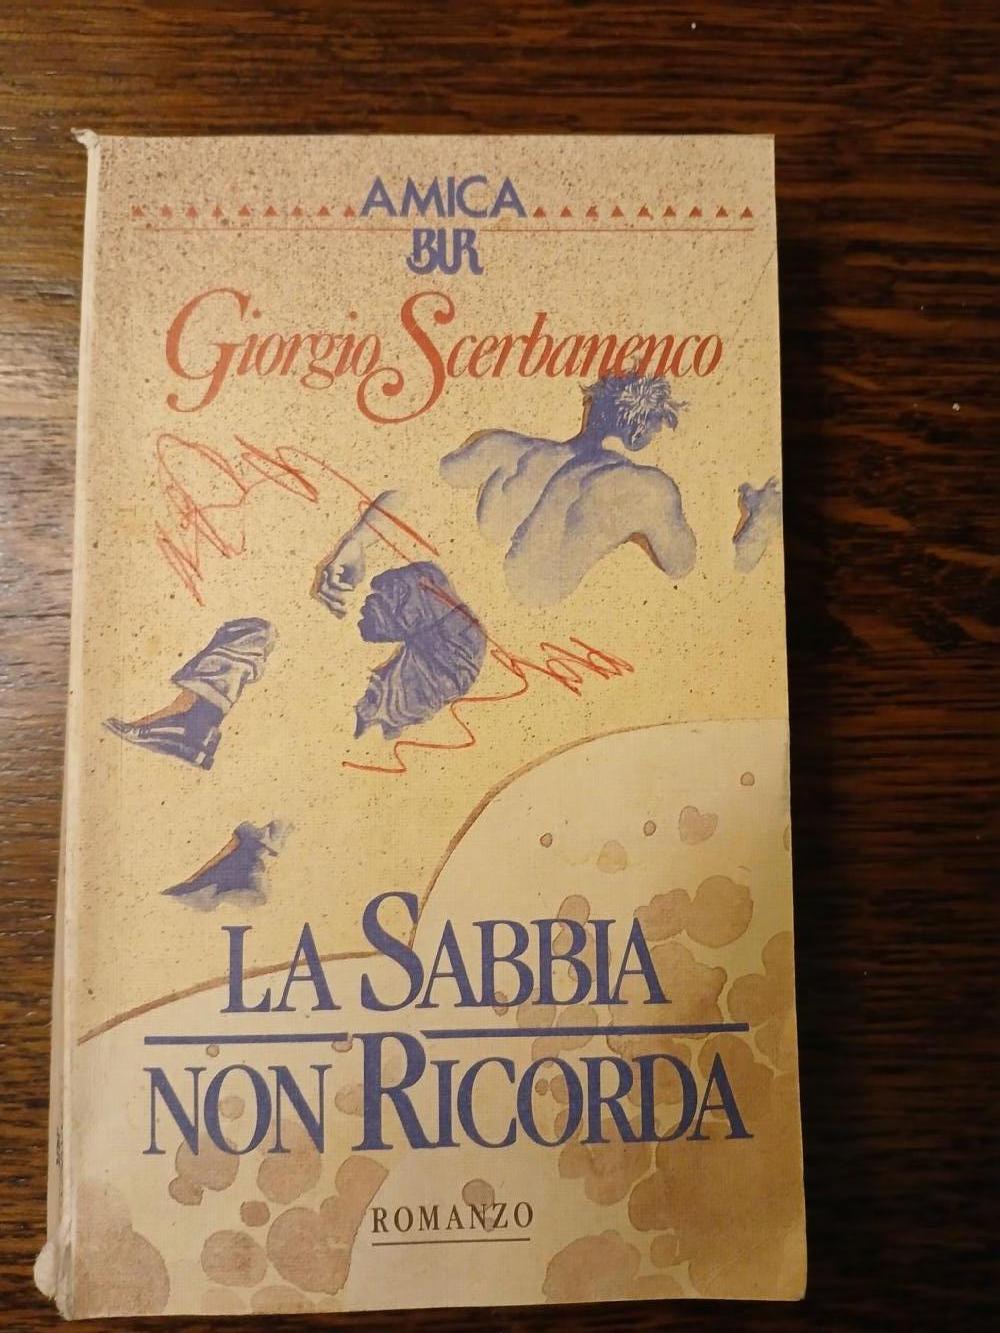 AMICA
BUR
Giorgio Scerbanenco
LA SABBIA
NON RICORDA
ROMANZO